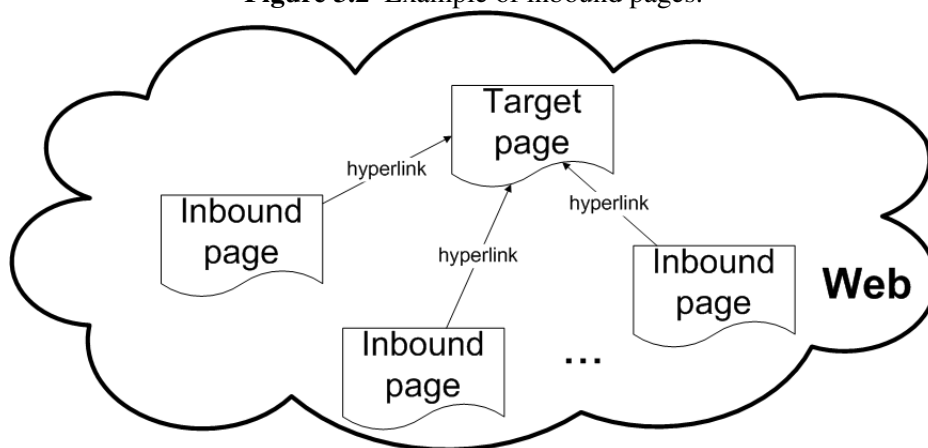 Figure 3.2 Example of inbound pages.
Target
page
hyperlink
Inbound
page
hyperlink
hyperlink
Inbound
page
Web
Inbound
page
...